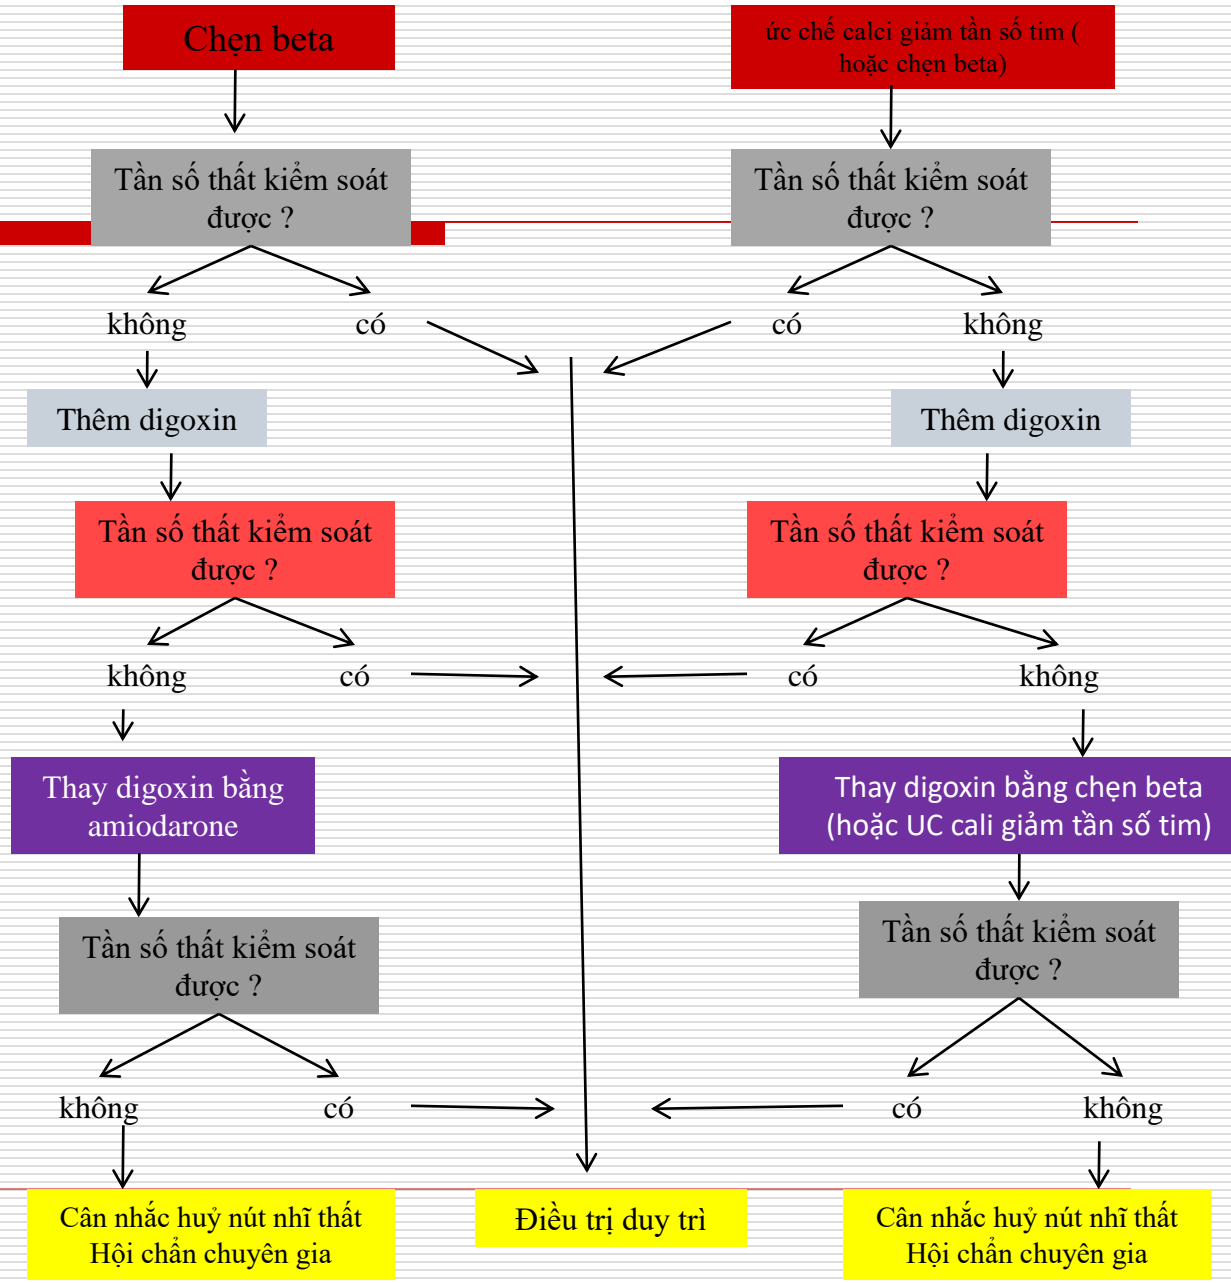 Chẹn beta
ức chế calci giảm tần số tim (
hoặc chẹn beta)
Tần số thất kiểm soát
được ?
Tần số thất kiểm soát
được ?
không
có
có
không
Thêm digoxin
Thêm digoxin
Tần số thất kiểm soát
được ?
Tần số thất kiểm soát
được ?
không
có
có
không
Thay digoxin bằng
amiodarone
Thay digoxin bằng chẹn beta
(hoặc UC cali giảm tần số tim)
Tần số thất kiểm soát
được ?
Tần số thất kiểm soát
được ?
không
có
có
không
Cân nhắc huỷ nút nhĩ thất
Hội chẩn chuyên gia
Điều trị duy trì
Cân nhắc huỷ nút nhĩ thất
Hội chẩn chuyên gia